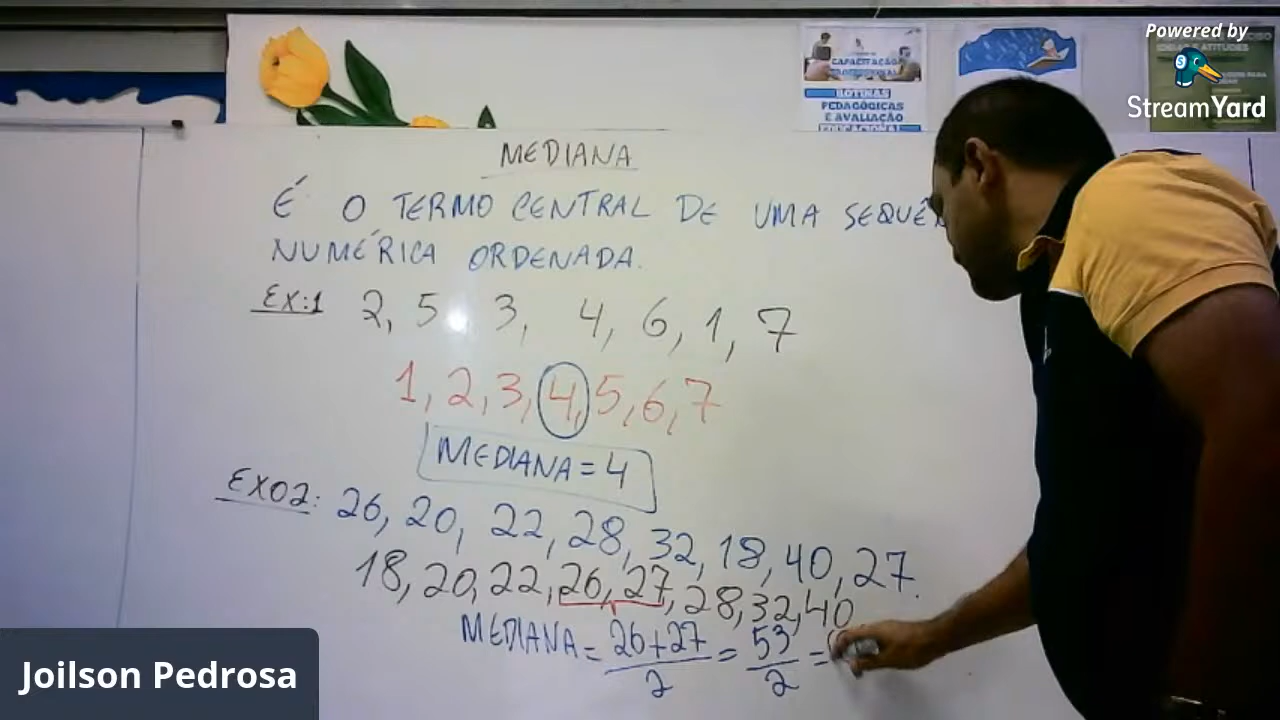 Powered by
StreamYard
CAPACITAÇÃO
ROTINAS
PEDAGÓGICAS
E AVALIAÇÃO
EDUCACIONAL
IDEIAS E ATITUDES
MEDIANA
É O TERMO CENTRAL DE UMA SEQUÊ
NUMÉRICA ORDENADA.
EX:1 2, 5 3, 4, 6, 1, 7
1, 2, 3, 4, 5, 6, 7
MEDIANA = 4
EX02: 26, 20, 22, 28, 32, 18, 40, 27.
18, 20, 22, 26, 27, 28, 32, 40
MEDIANA = 26+27/2 = 53/2 =
Joilson Pedrosa